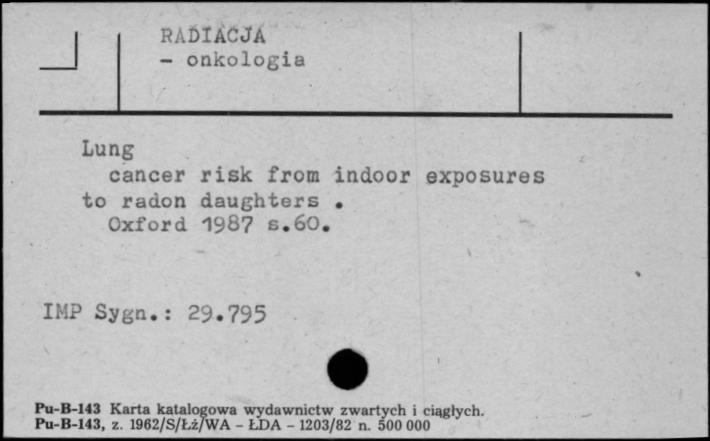 RADIACJA
- onkologia
Lung
cancer risk from indoor exposures
to radon daughters .
Oxford 1987 s.60.
IMP Sygn.: 29.795
Pu-B-143 Karta katalogowa wydawnictw zwartych i ciągłych.
Pu-B-143, z. 1962/S/Łż/WA - ŁDA - 1203/82 n. 500 000